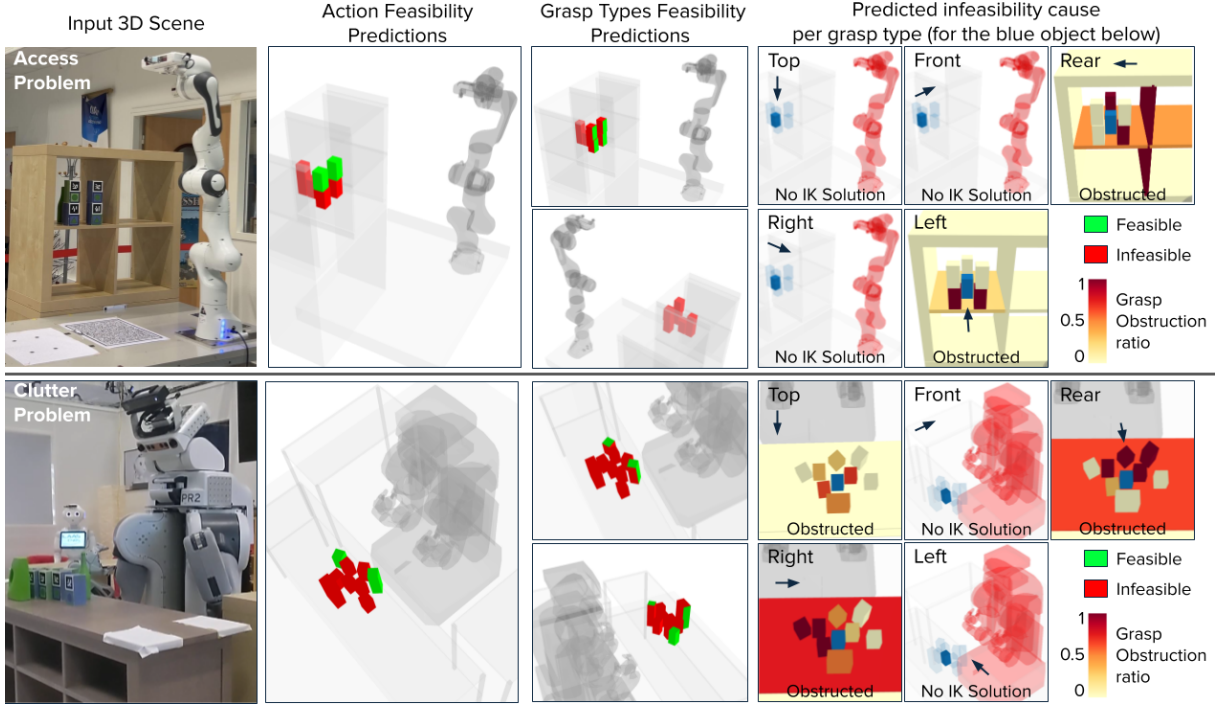 Input 3D Scene
Action Feasibility
Predictions
Grasp Types Feasibility
Predictions
Predicted infeasibility cause
per grasp type (for the blue object below)
Access
Problem
Top
No IK Solution
Front
No IK Solution
Rear
Obstructed
Right
No IK Solution
Left
Obstructed
Feasible
Infeasible
1
0.5
0
Grasp
Obstruction
ratio
Clutter
Problem
PR2
Top
Obstructed
Front
No IK Solution
Rear
Obstructed
Right
Obstructed
Left
No IK Solution
Feasible
Infeasible
1
0.5
0
Grasp
Obstruction
ratio